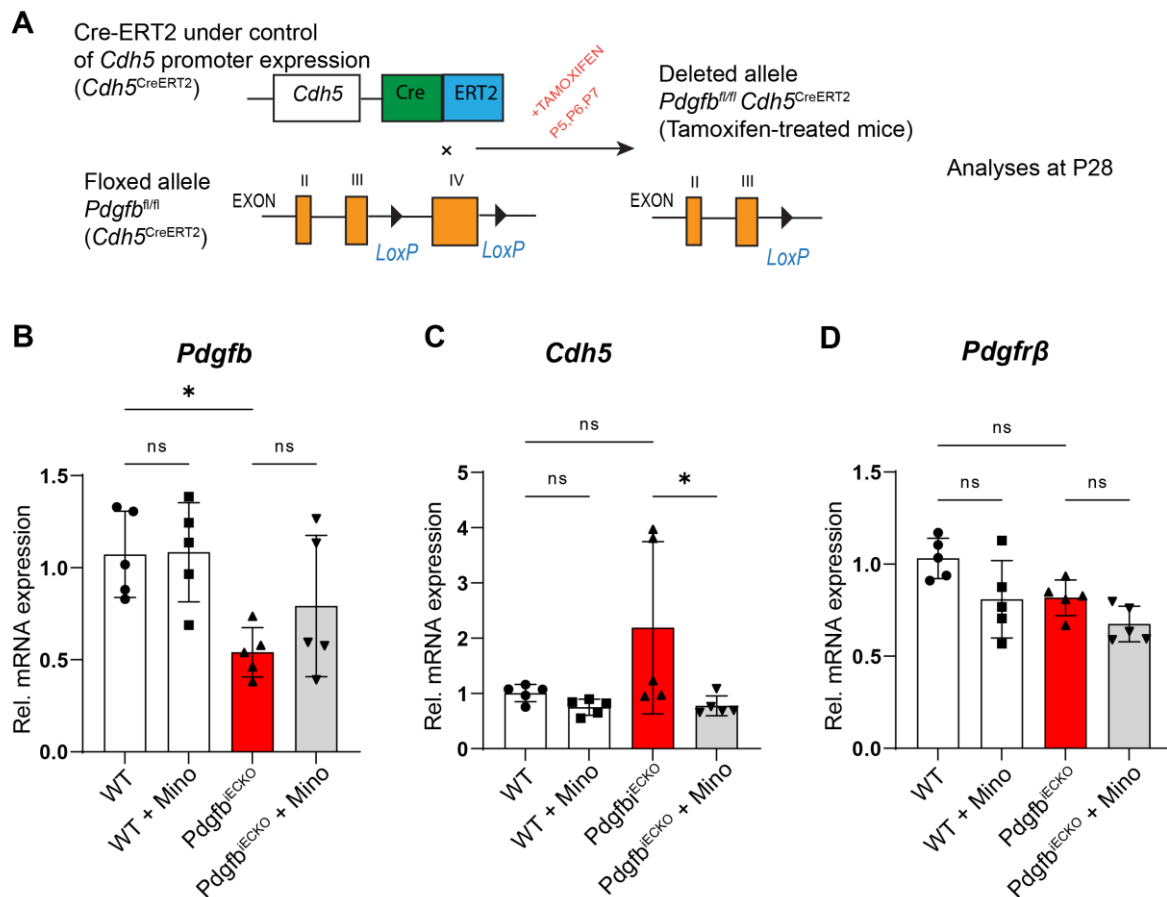 A
Cre-ERT2 under control
of Cdh5 promoter expression
(Cdh5CreERT2)
Cdh5
Cre
ERT2
+TAMOXIFEN
P5,P6,P7
Deleted allele
Pdgfbfl/fl Cdh5CreERT2
(Tamoxifen-treated mice)
Analyses at P28
×
Floxed allele
Pdgfbfl/fl
(Cdh5CreERT2)
EXON
II
III
IV
LoxP
LoxP
EXON
II
III
LoxP
B
Pdgfb
*
ns
ns
Rel. mRNA expression
1.5
1.0
0.5
0.0
WT
WT + Mino
PdgfbiECKO
PdgfbiECKO + Mino
C
Cdh5
ns
ns
*
Rel. mRNA expression
5
4
3
2
1
0
WT
WT + Mino
PdgfbiECKO
PdgfbiECKO + Mino
D
Pdgfrβ
ns
ns
ns
Rel. mRNA expression
1.5
1.0
0.5
0.0
WT
WT + Mino
PdgfbiECKO
PdgfbiECKO + Mino